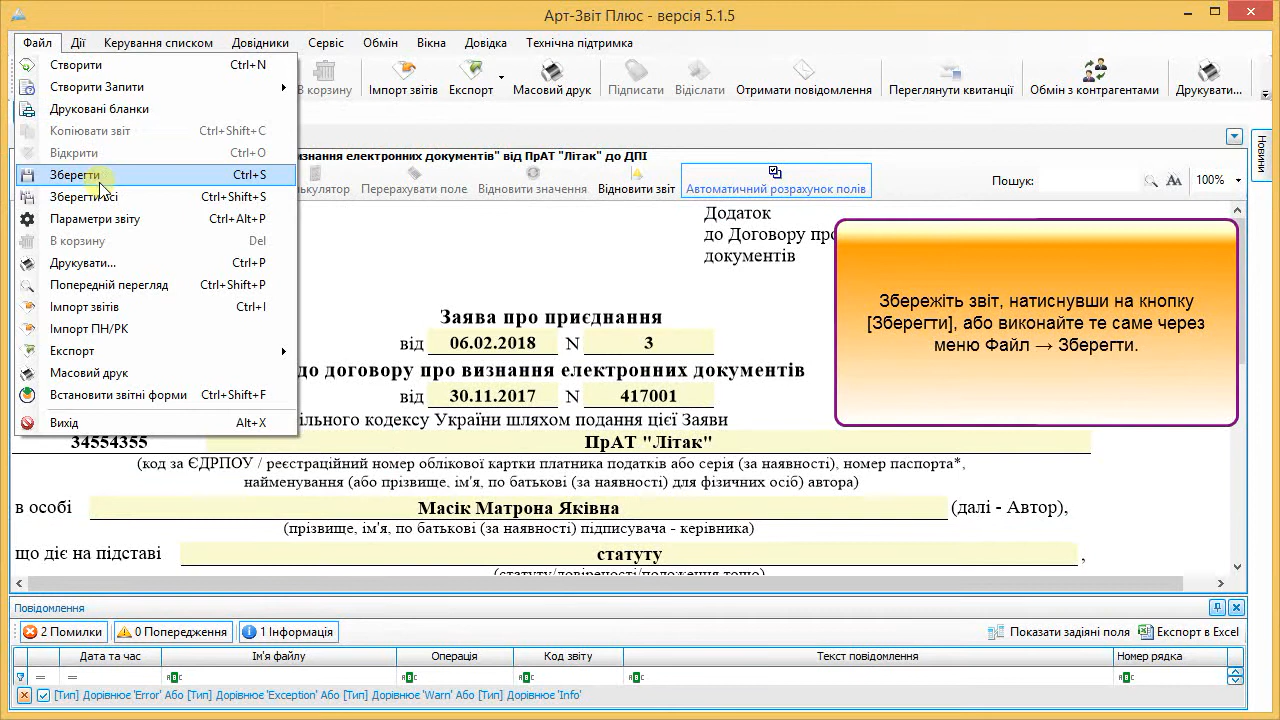 Арт-Звіт Плюс - версія 5.1.5
Файл Дії Керування списком Довідники Сервіс Обмін Вікна Довідка Технічна підтримка
В корзину Імпорт звітів Експорт Масовий друк Підписати Відіслати Отримати повідомлення Переглянути квитанції Обмін з контрагентами Друкувати...
Створити Ctrl+N
Створити Запити
Друковані бланки
Копіювати звіт Ctrl+Shift+C
Відкрити Ctrl+O
Зберегти Ctrl+S
Зберегти сі Ctrl+Shift+S
Параметри звіту Ctrl+Alt+P
В корзину Del
Друкувати... Ctrl+P
Попередній перегляд Ctrl+Shift+P
Імпорт звітів Ctrl+I
Імпорт ПН/РК
Експорт
Масовий друк
Встановити звітні форми Ctrl+Shift+F
Вихід Alt+X
знання електронних документів" від ПрАТ "Літак" до ДПІ
Новини
кулятор Перерахувати поле Відновити значення Відновити звіт Автоматичний розрахунок полів Пошук: AA 100%
Додаток
до Договору про
документів
Збережіть звіт, натиснувши на кнопку
[Зберегти], або виконайте те саме через
меню Файл → Зберегти.
Заява про приєднання
від 06.02.2018 N 3
до договору про визнання електронних документів
від 30.11.2017 N 417001
ільного кодексу України шляхом подання цієї Заяви
34554355 ПрАТ "Літак"
(код за ЄДРПОУ / реєстраційний номер облікової картки платника податків або серія (за наявності), номер паспорта*,
найменування (або прізвище, ім'я, по батькові (за наявності) для фізичних осіб) автора)
в особі Масік Матрона Яківна (далі - Автор),
(прізвище, ім'я, по батькові (за наявності) підписувача - керівника)
що діє на підставі статуту ,
(статуту/довіреності/положення тощо)
Повідомлення
2 Помилки 0 Попередження 1 Інформація Показати задіяні поля Експорт в Excel
Дата та час Ім'я файлу Операція Код звіту Текст повідомлення Номер рядка
[Тип] Дорівнює 'Error' Або [Тип] Дорівнює 'Exception' Або [Тип] Дорівнює 'Warn' Або [Тип] Дорівнює 'Info'